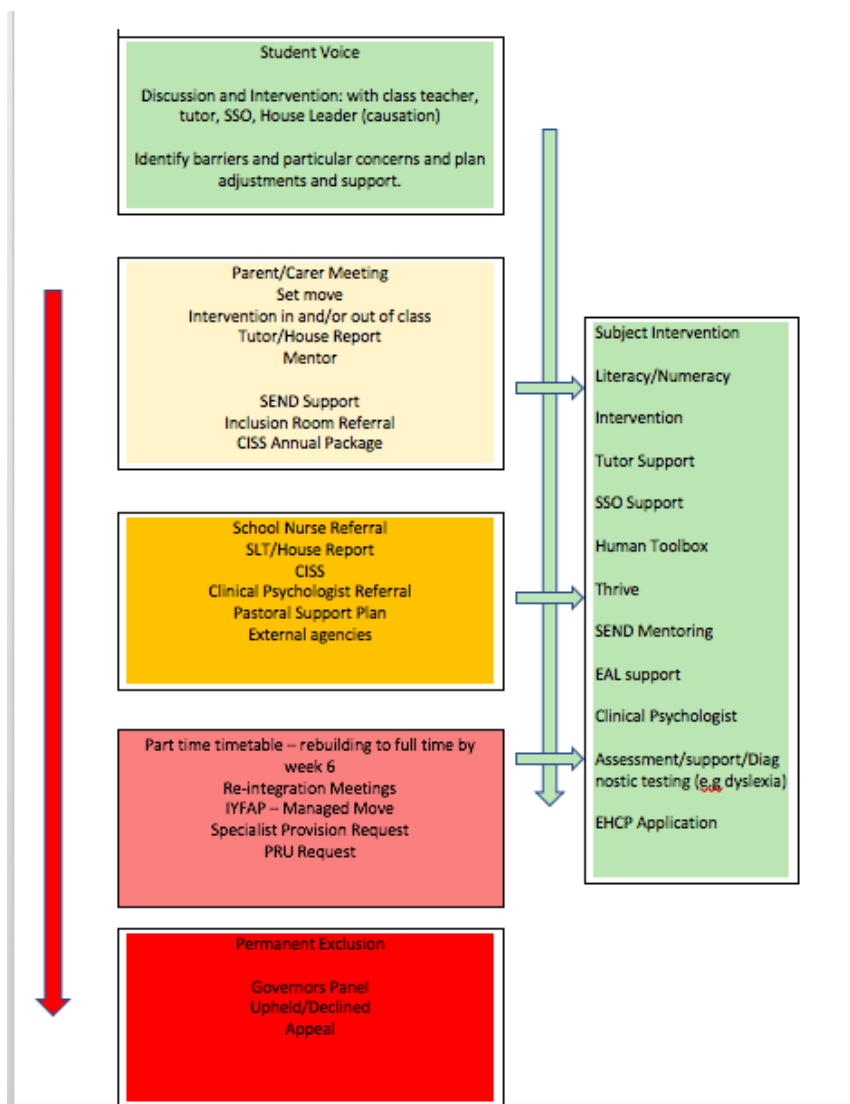 Student Voice
Discussion and Intervention: with class teacher,
tutor, SSO, House Leader (causation)
Identify barriers and particular concerns and plan
adjustments and support.
Parent/Carer Meeting
Set move
Intervention in and/or out of class
Tutor/House Report
Mentor
SEND Support
Inclusion Room Referral
CISS Annual Package
School Nurse Referral
SLT/House Report
CISS
Clinical Psychologist Referral
Pastoral Support Plan
External agencies
Part time timetable – rebuilding to full time by
week 6
Re-integration Meetings
IYFAP – Managed Move
Specialist Provision Request
PRU Request
Permanent Exclusion
Governors Panel
Upheld/Declined
Appeal
Subject Intervention
Literacy/Numeracy
Intervention
Tutor Support
SSO Support
Human Toolbox
Thrive
SEND Mentoring
EAL support
Clinical Psychologist
Assessment/support/Diag
nostic testing (e.g dyslexia)
EHCP Application